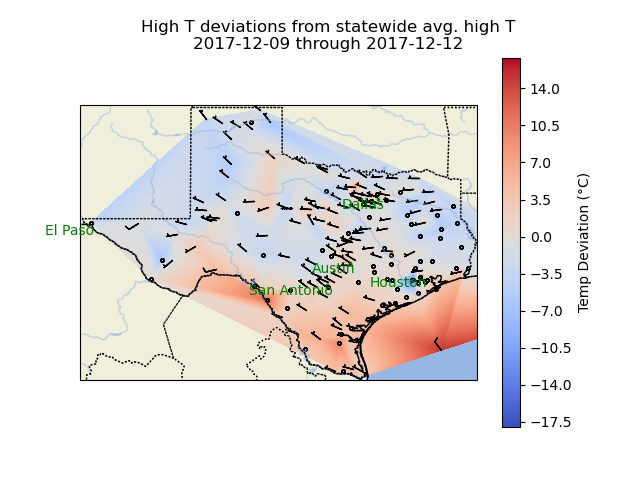 High T deviations from statewide avg. high T
2017-12-09 through 2017-12-12
14.0
10.5
7.0
3.5
0.0
−3.5
−7.0
−10.5
−14.0
−17.5
Temp Deviation (°C)
Dallas
El Paso
Austin
Houston
San Antonio